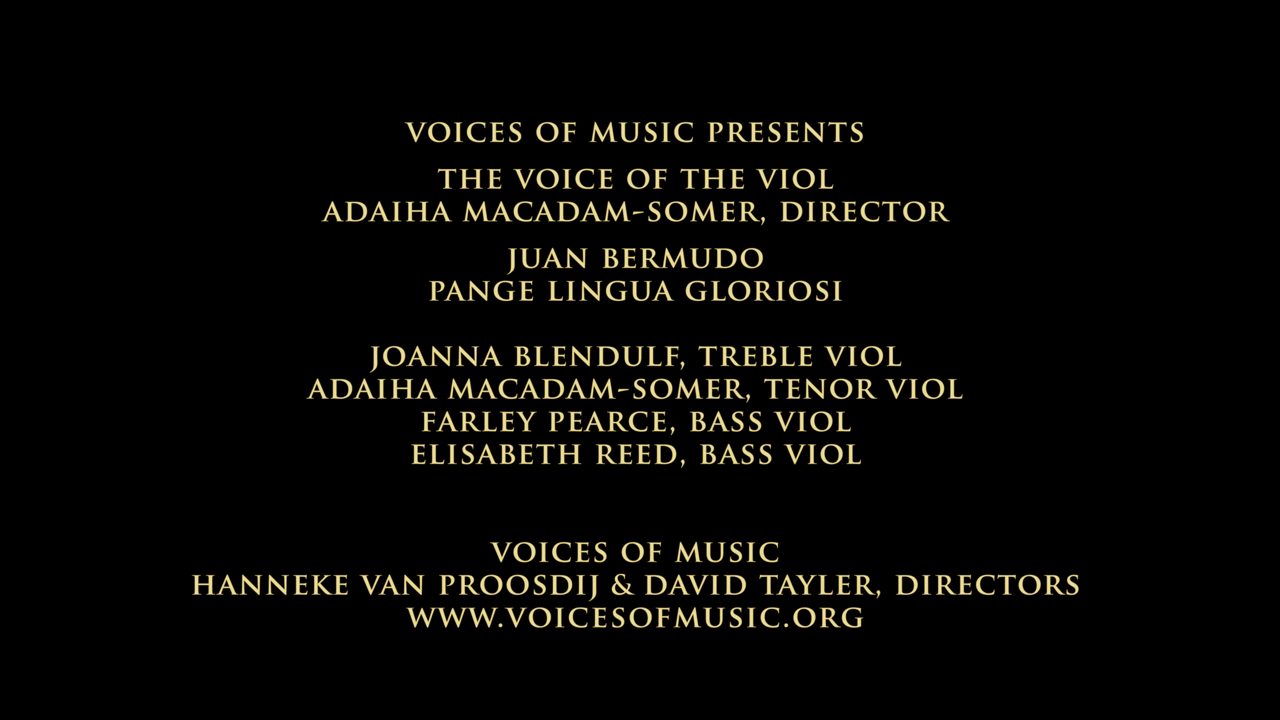 VOICES OF MUSIC PRESENTS
THE VOICE OF THE VIOL
ADAIHA MACADAM-SOMER, DIRECTOR
JUAN BERMUDO
PANGE LINGUA GLORIOSI
JOANNA BLENDULF, TREBLE VIOL
ADAIHA MACADAM-SOMER, TENOR VIOL
FARLEY PEARCE, BASS VIOL
ELISABETH REED, BASS VIOL
VOICES OF MUSIC
HANNEKE VAN PROOSDIJ & DAVID TAYLER, DIRECTORS
WWW.VOICESOFMUSIC.ORG